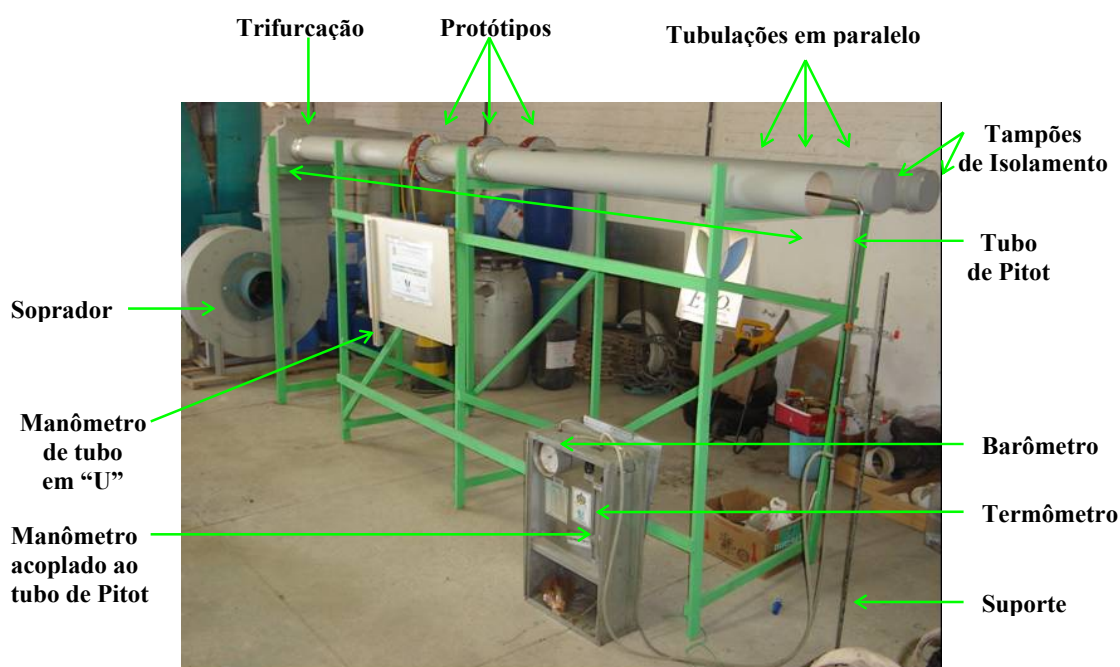 Trifurcação
Protótipos
Tubulações em paralelo
Tampões
de Isolamento
Tubo
de Pitot
Soprador
Manômetro
de tubo
em “U”
Barômetro
Termômetro
Manômetro
acoplado ao
tubo de Pitot
Suporte